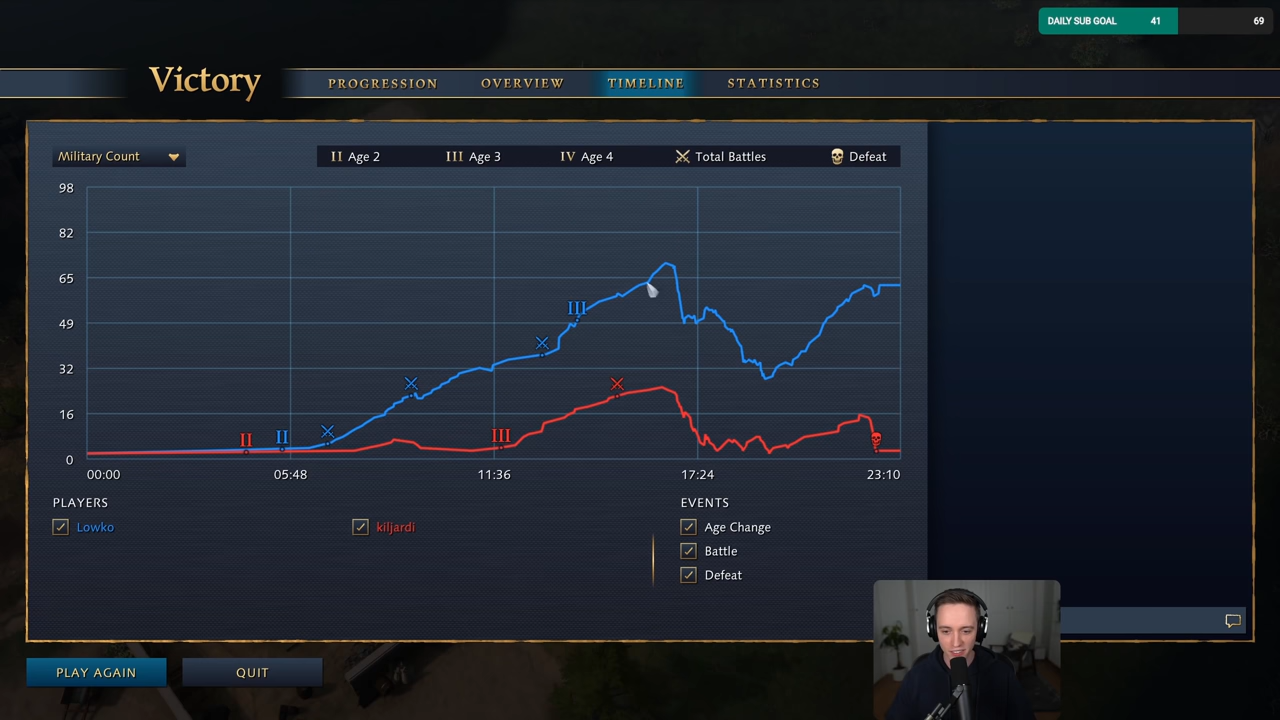 DAILY SUB GOAL 41 69
Victory
PROGRESSION OVERVIEW TIMELINE STATISTICS
Military Count
II Age 2 III Age 3 IV Age 4 Total Battles Defeat
98
82
65
49
32
16
0
III
II II III
00:00 05:48 11:36 17:24 23:10
PLAYERS
Lowko kiljardi
EVENTS
Age Change
Battle
Defeat
PLAY AGAIN QUIT